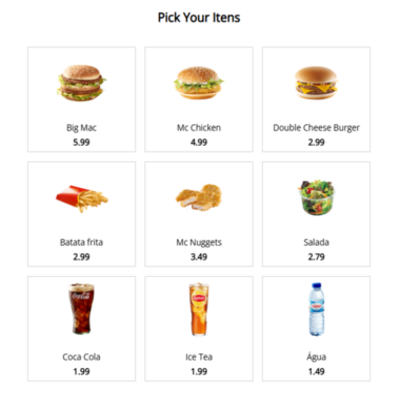 Pick Your Itens
Big Mac
5.99
Mc Chicken
4.99
Double Cheese Burger
2.99
Batata frita
2.99
Mc Nuggets
3.49
Salada
2.79
Coca Cola
1.99
Ice Tea
1.99
Água
1.49